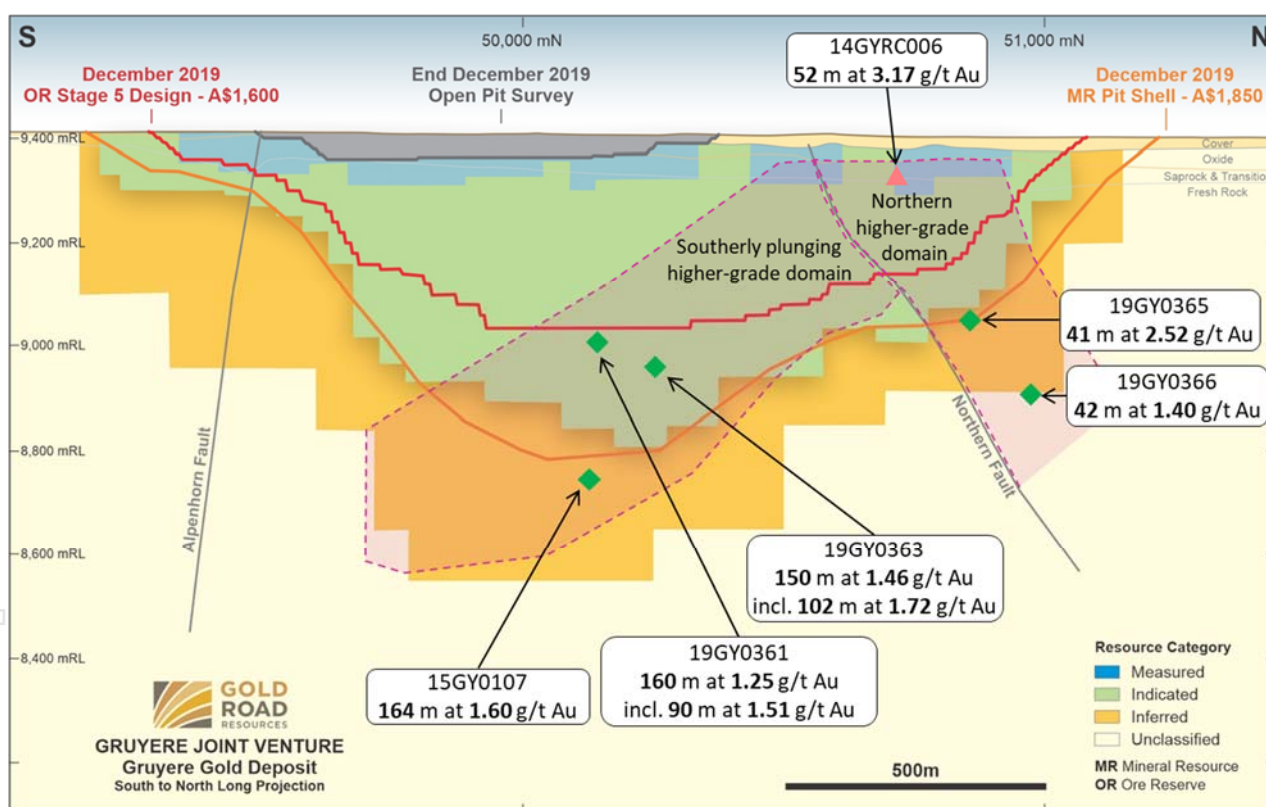 S
50,000 mN
51,000 mN
N
December 2019
OR Stage 5 Design - A$1,600
End December 2019
Open Pit Survey
14GYRC006
52 m at 3.17 g/t Au
December 2019
MR Pit Shell - A$1,850
9,400 mRL
Cover
Oxide
Saprock & Transition
Fresh Rock
Northern
higher-grade
domain
Southerly plunging
higher-grade domain
9,200 mRL
19GY0365
41 m at 2.52 g/t Au
9,000 mRL
19GY0366
42 m at 1.40 g/t Au
8,800 mRL
Alpenhorn Fault
Northern Fault
8,600 mRL
19GY0363
150 m at 1.46 g/t Au
incl. 102 m at 1.72 g/t Au
8,400 mRL
19GY0361
160 m at 1.25 g/t Au
incl. 90 m at 1.51 g/t Au
15GY0107
164 m at 1.60 g/t Au
Resource Category
Measured
Indicated
Inferred
Unclassified
MR Mineral Resource
OR Ore Reserve
GOLD
ROAD
RESOURCES
GRUYERE JOINT VENTURE
Gruyere Gold Deposit
South to North Long Projection
500m